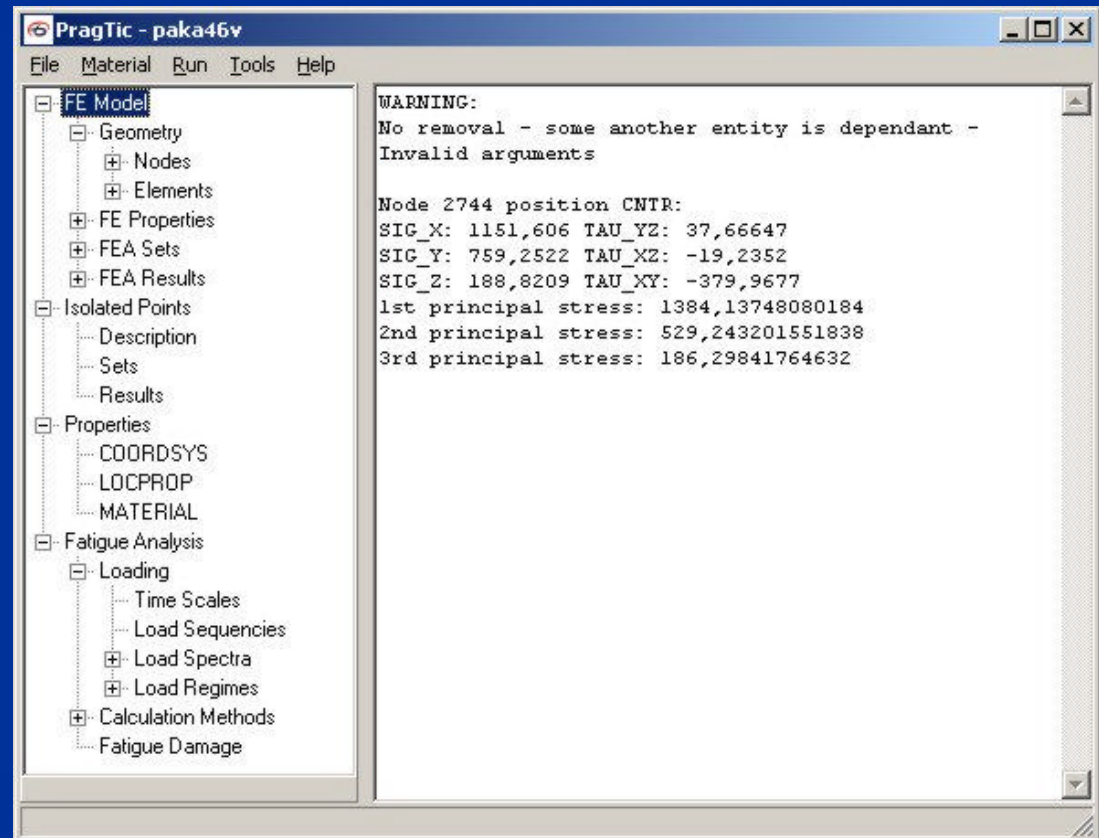 PragTic - paka46v
File Material Run Tools Help
FE Model
Geometry
Nodes
Elements
FE Properties
FEA Sets
FEA Results
Isolated Points
Description
Sets
Results
Properties
COORDSYS
LOCPROP
MATERIAL
Fatigue Analysis
Loading
Time Scales
Load Sequencies
Load Spectra
Load Regimes
Calculation Methods
Fatigue Damage
WARNING:
No removal - some another entity is dependant -
Invalid arguments
Node 2744 position CNTR:
SIG_X: 1151,606 TAU_YZ: 37,66647
SIG_Y: 759,2522 TAU_XZ: -19,2352
SIG_Z: 188,8209 TAU_XY: -379,9677
1st principal stress: 1384,13748080184
2nd principal stress: 529,243201551838
3rd principal stress: 186,29841764632